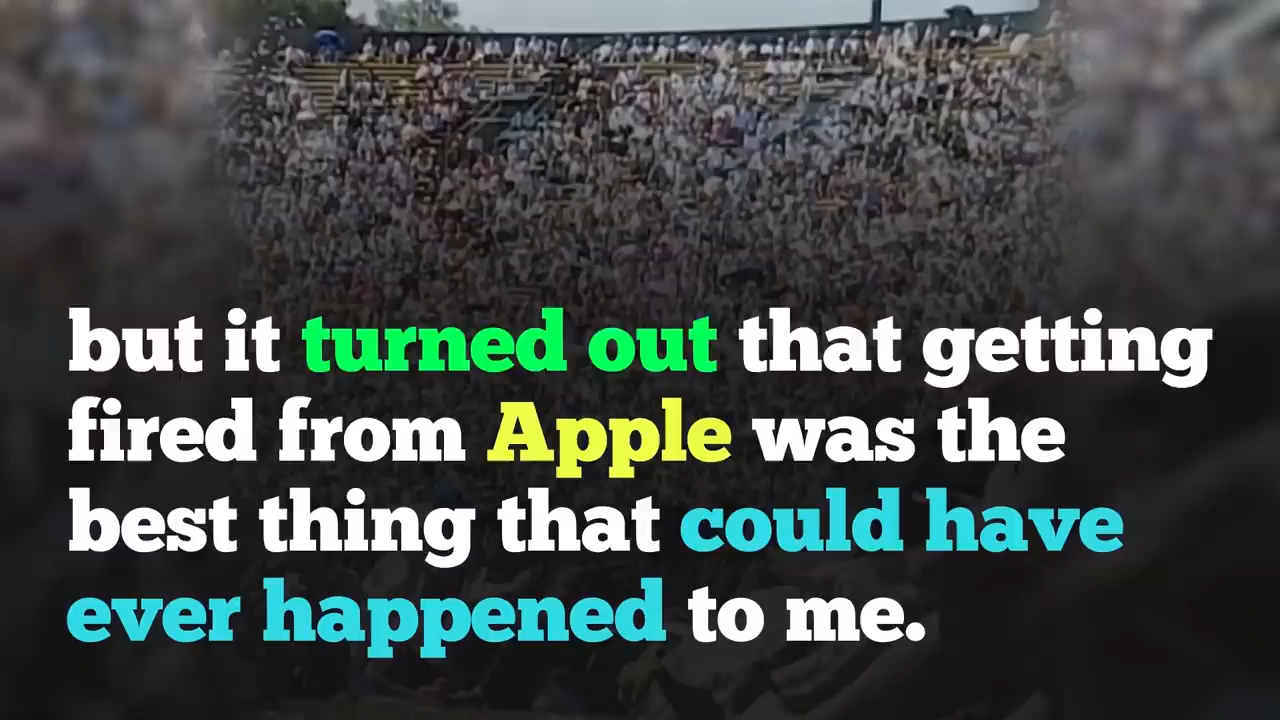 but it turned out that getting
fired from Apple was the
best thing that could have
ever happened to me.